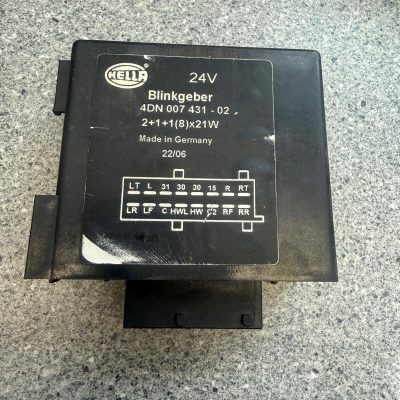 HELLA
24V
Blinkgeber
4DN 007 431 - 02
2+1+1(8)x21W
Made in Germany
22/06
LT L 31 30 30 15 R RT
LR LF C HWL HW C2 RF RR